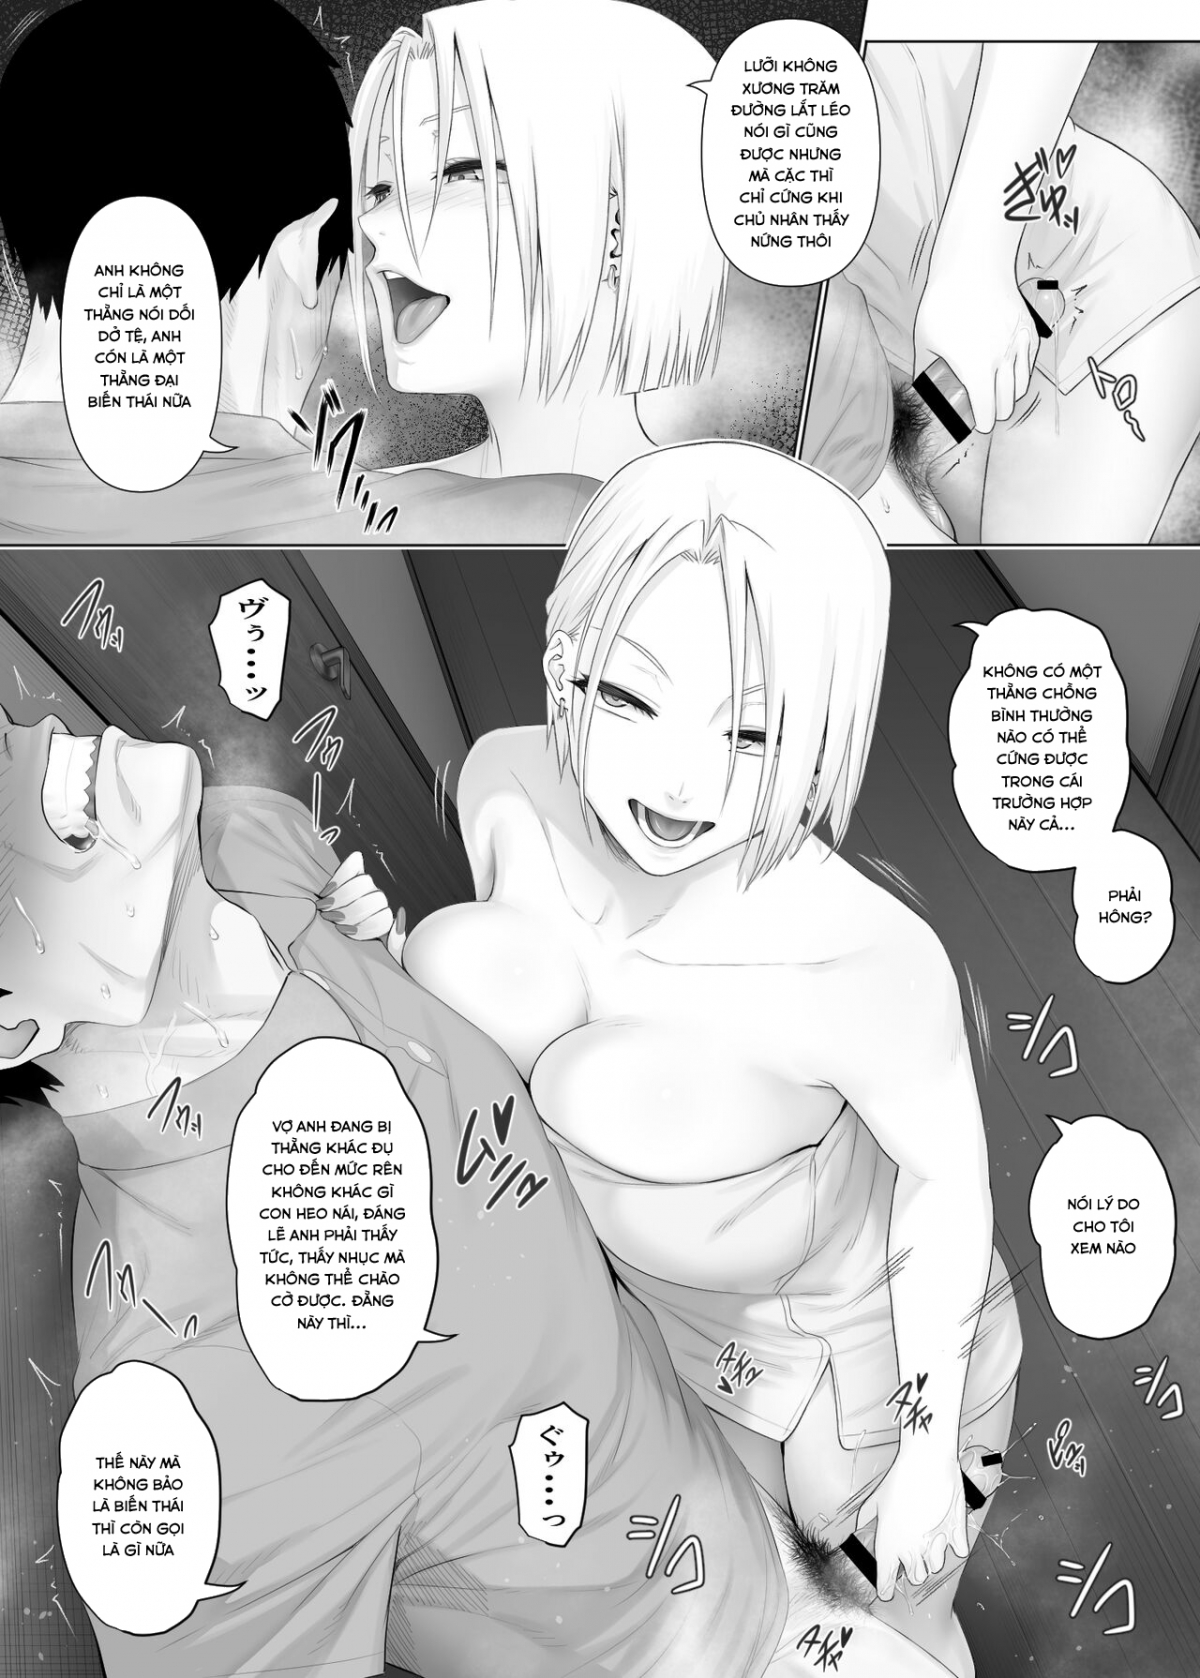 LƯỠI KHÔNG
XƯƠNG TRĂM
ĐƯỜNG LẮT LÉO
NÓI GÌ CŨNG
ĐƯỢC NHƯNG
MÀ CẶC THÌ
CHỈ CỨNG KHI
CHỦ NHÂN THẤY
NỨNG THÔI
ANH KHÔNG
CHỈ LÀ MỘT
THẰNG NÓI DỐI
DỞ TỆ, ANH
CÓN LÀ MỘT
THẰNG ĐẠI
BIẾN THÁI NỮA
ヴぅ・・・ッ
KHÔNG CÓ MỘT
THẰNG CHỒNG
BÌNH THƯỜNG
NÀO CÓ THỂ
CỨNG ĐƯỢC
TRONG CÁI
TRƯỜNG HỢP
NÀY CẢ...
PHẢI
HÔNG?
VỢ ANH ĐANG BỊ
THẰNG KHÁC ĐỤ
CHO ĐẾN MỨC RÊN
KHÔNG KHÁC GÌ
CON HEO NÁI, ĐÁNG
LẼ ANH PHẢI THẤY
TỨC, THẤY NHỤC MÀ
KHÔNG THỂ CHÀO
CỜ ĐƯỢC. ĐẰNG
NÀY THÌ...
NÓI LÝ DO
CHO TÔI
XEM NÀO
ぐゥ・・・っ
THẾ NÀY MÀ
KHÔNG BẢO
LÀ BIẾN THÁI
THÌ CÒN GỌI
LÀ GÌ NỮA